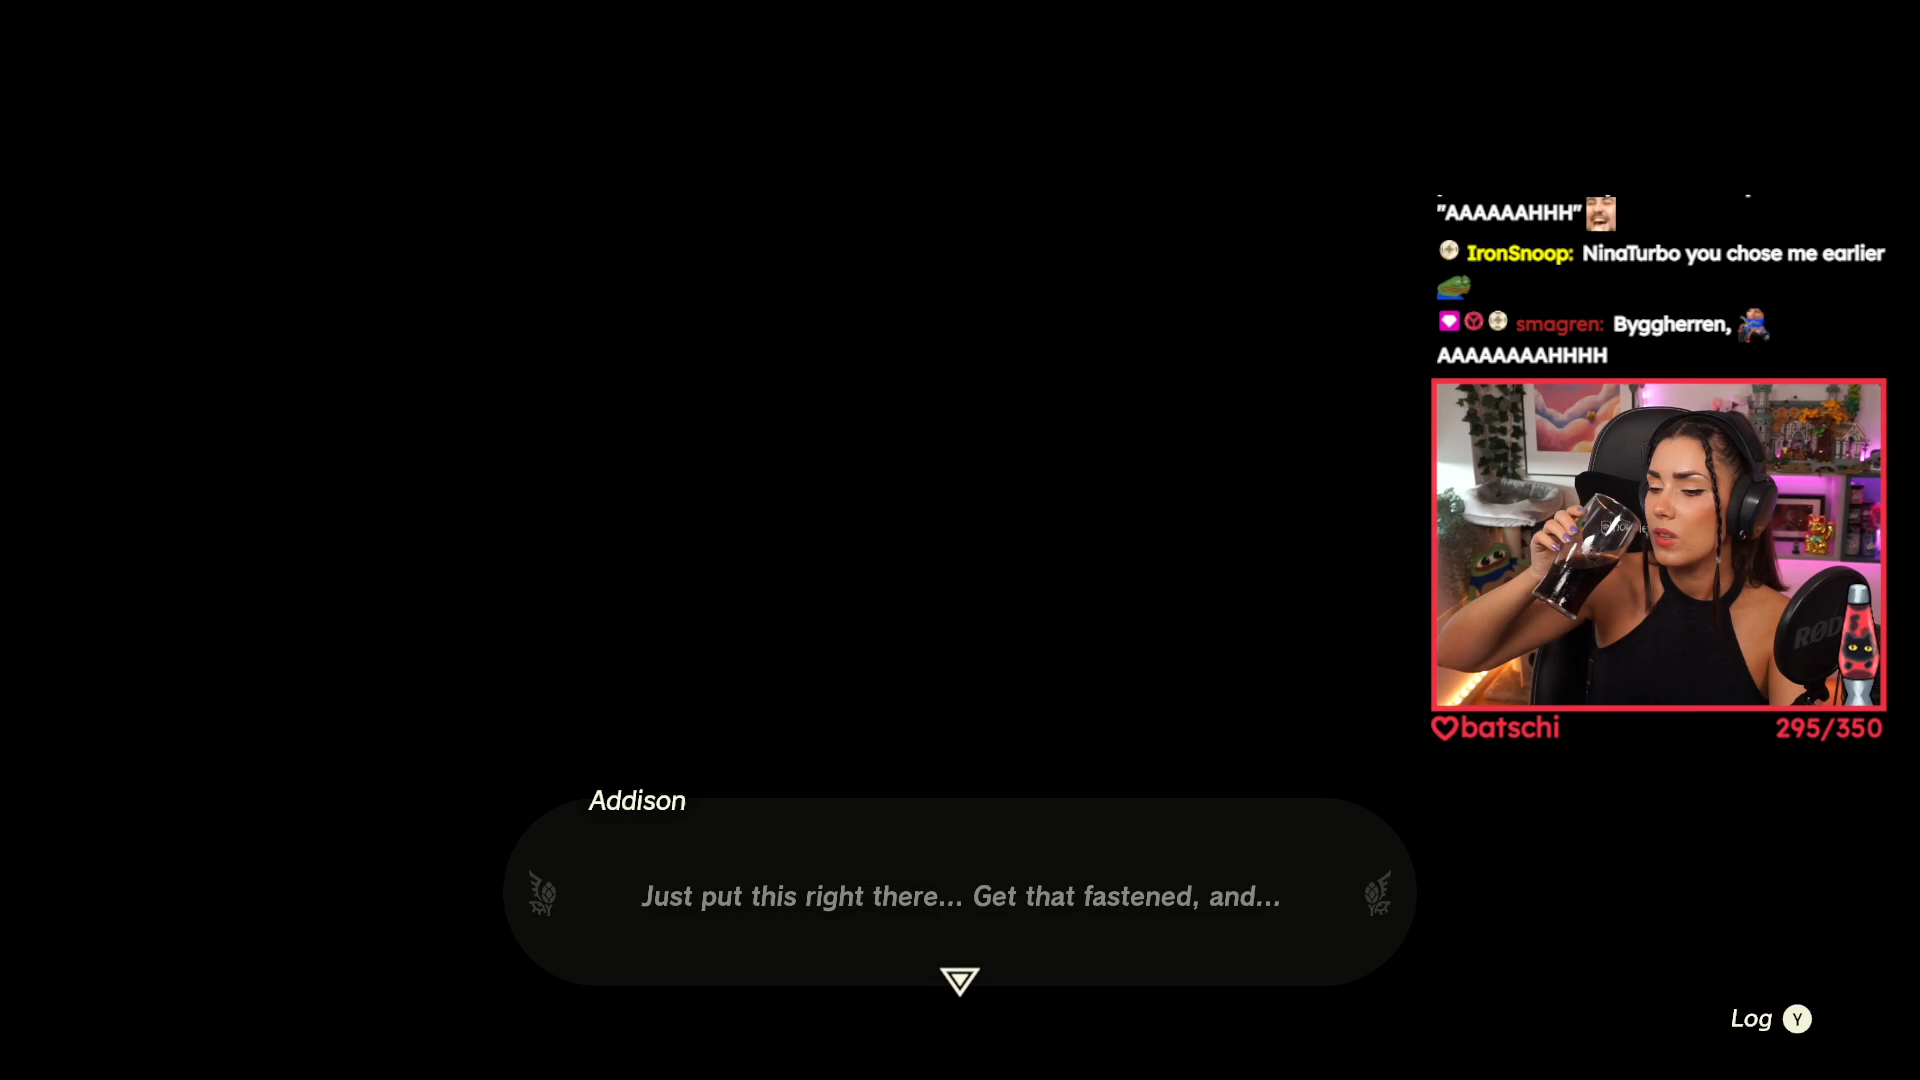 "AAAAAAHHH"
IronSnoop: NinaTurbo you chose me earlier
smagren: Byggherren,
AAAAAAAAHHHH
RØD
batschi 295/350
Addison
Just put this right there... Get that fastened, and...
Log Y